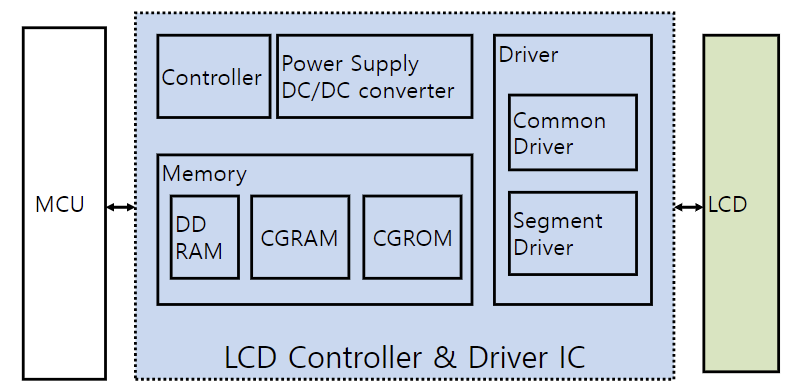 MCU
Controller
Power Supply
DC/DC converter
Memory
DD
RAM
CGRAM
CGROM
Driver
Common
Driver
Segment
Driver
LCD
LCD Controller & Driver IC